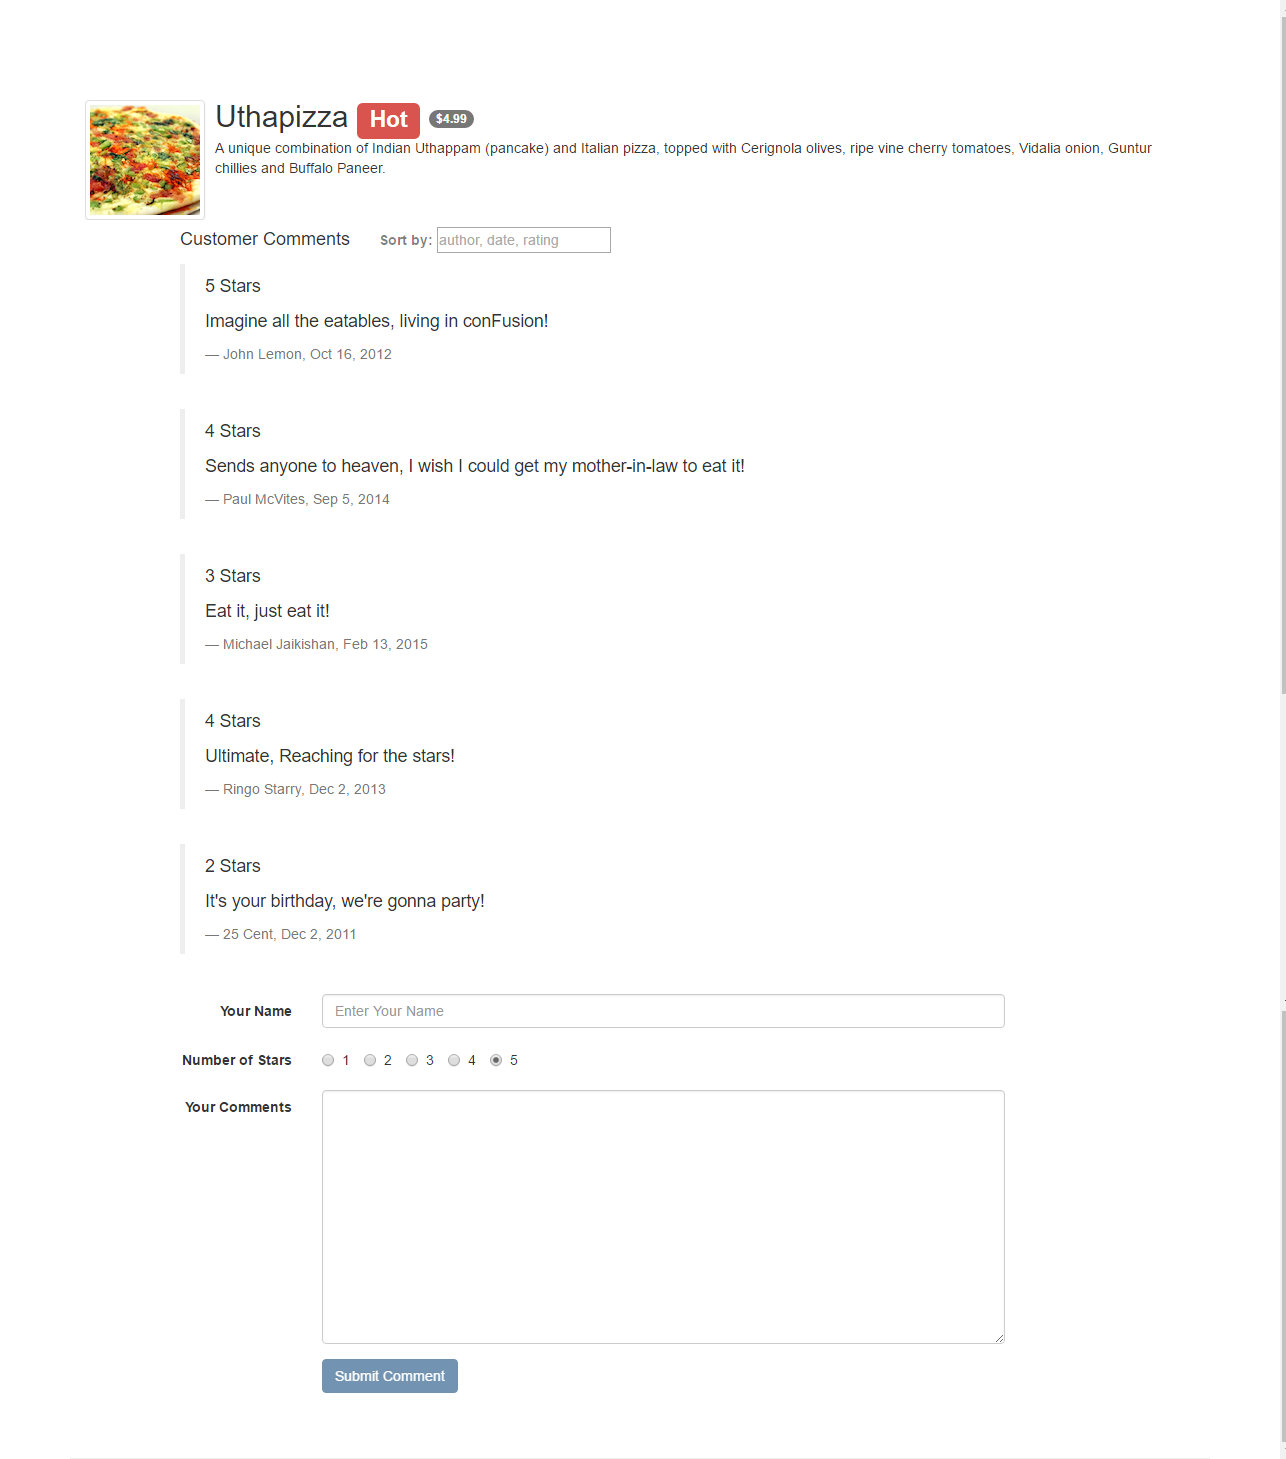 Uthapizza Hot $4.99
A unique combination of Indian Uthappam (pancake) and Italian pizza, topped with Cerignola olives, ripe vine cherry tomatoes, Vidalia onion, Guntur
chillies and Buffalo Paneer.
Customer Comments Sort by: author, date, rating
5 Stars
Imagine all the eatables, living in conFusion!
— John Lemon, Oct 16, 2012
4 Stars
Sends anyone to heaven, I wish I could get my mother-in-law to eat it!
— Paul McVites, Sep 5, 2014
3 Stars
Eat it, just eat it!
— Michael Jaikishan, Feb 13, 2015
4 Stars
Ultimate, Reaching for the stars!
— Ringo Starry, Dec 2, 2013
2 Stars
It's your birthday, we're gonna party!
— 25 Cent, Dec 2, 2011
Your Name Enter Your Name
Number of Stars 1 2 3 4 5
Your Comments
Submit Comment